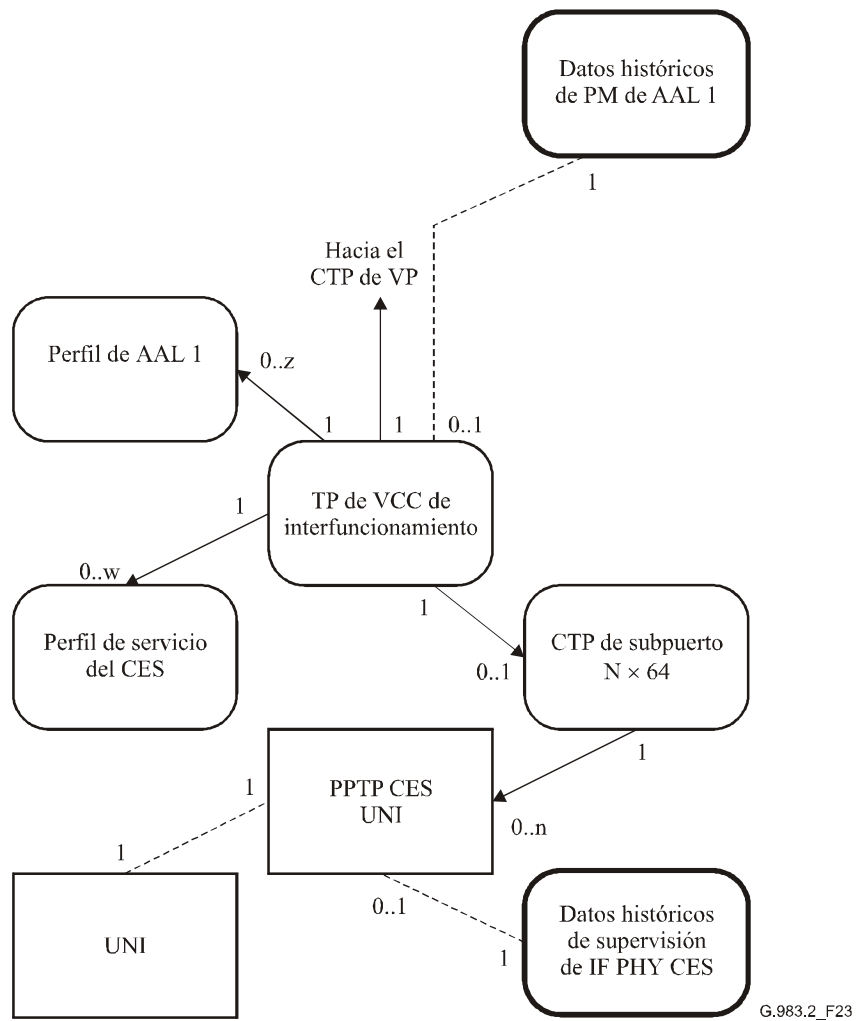 Datos históricos
de PM de AAL 1
1
Hacia el
CTP de VP
Perfil de AAL 1
0..z
1
1
0..1
TP de VCC de
interfuncionamiento
1
0..w
1
Perfil de servicio
del CES
CTP de subpuerto
N × 64
0..1
1
PPTP CES
UNI
1
0..n
1
UNI
0..1
Datos históricos
de supervisión
de IF PHY CES
1
G.983.2_F23